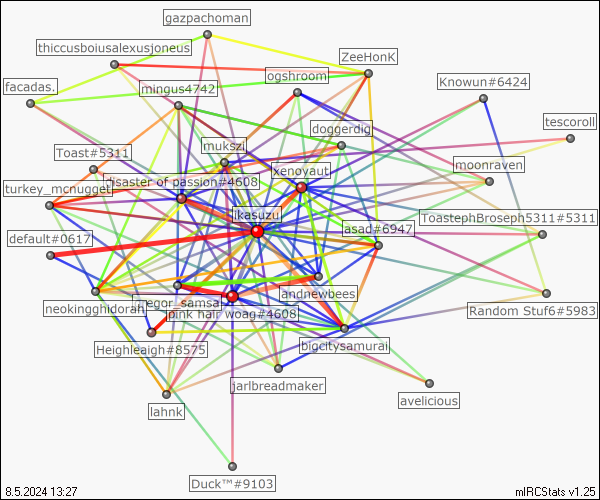 gazpachoman
thiccusboiusalexusjoneus
ZeeHonK
ogshroom
facadas.
mingus4742
Knowun#6424
doggerdig
tescoroll
mukszi
Toast#5311
xenoyaut
moonraven
disaster of passion#4608
turkey_mcnugget
ikasuzu
ToastephBroseph5311#5311
asad#6947
default#0617
andnewbees
gregor_samsa
neokingghidorah
pink hair woag#4608
Random Stuf6#5983
Heighleaigh#8575
bigcitysamurai
jarlbreadmaker
avelicious
lahnk
Duck™#9103
8.5.2024 13:27
mIRCStats v1.25